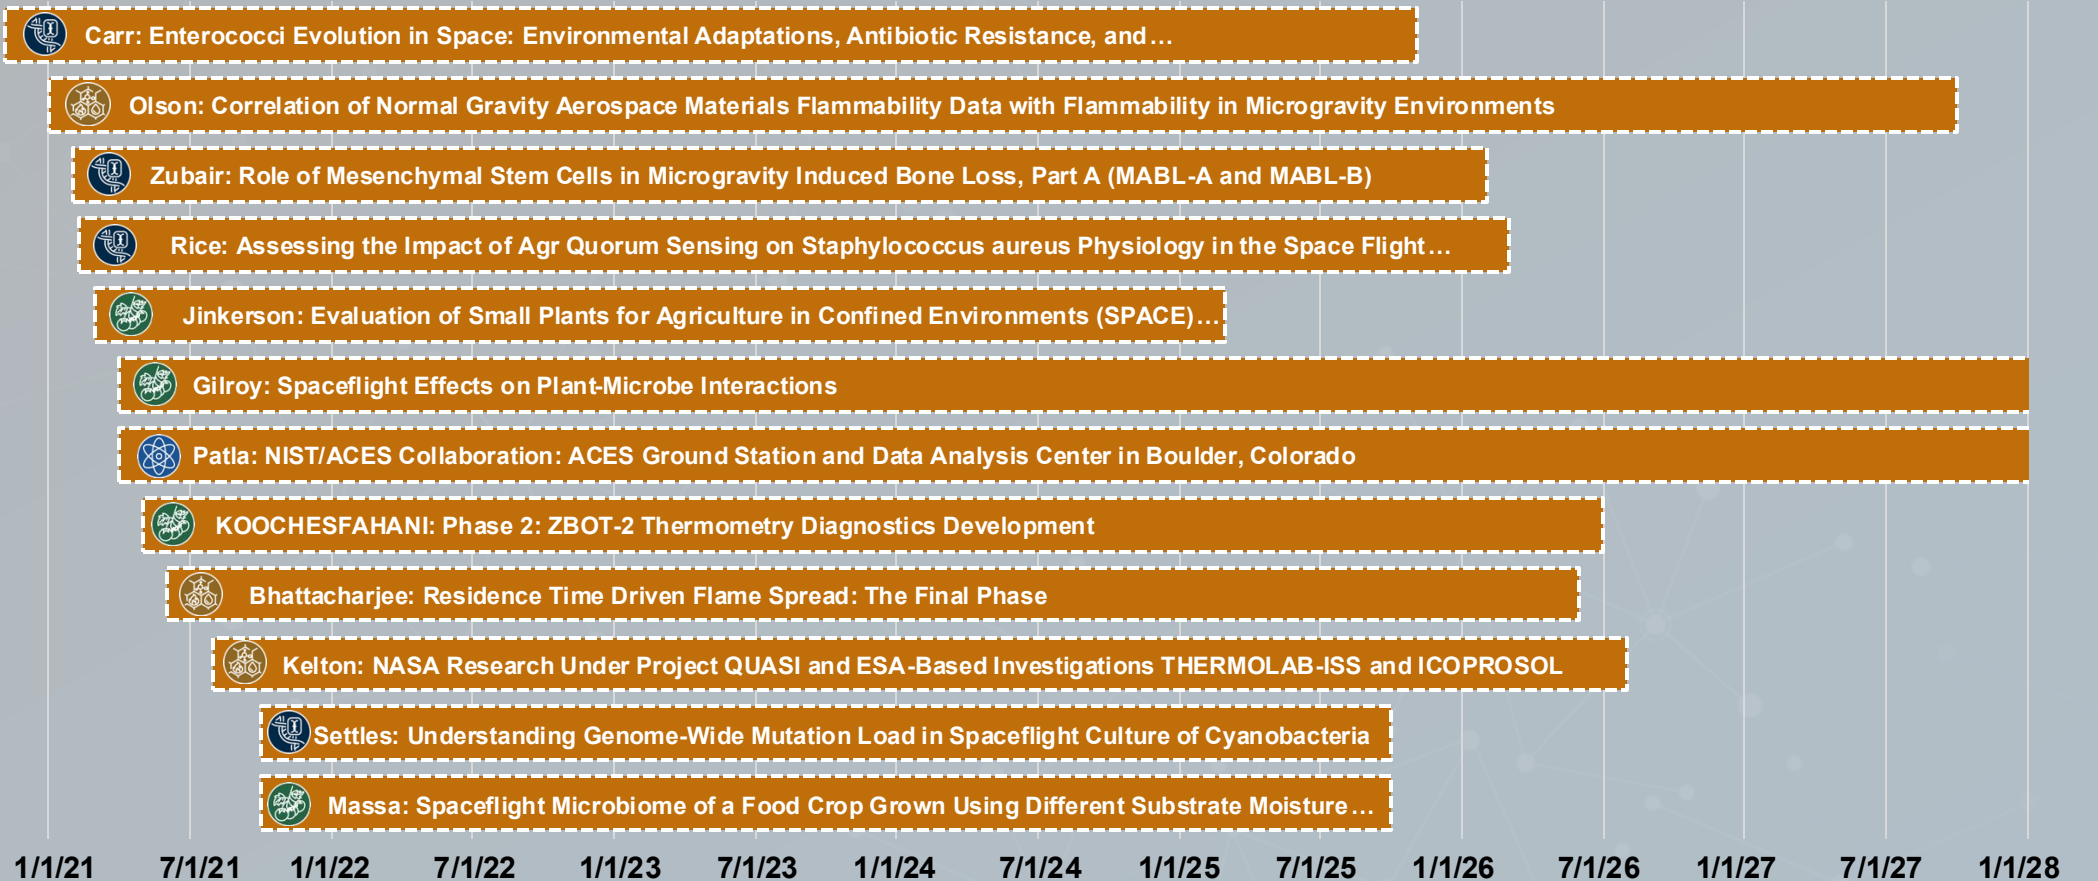 Carr: Enterococci Evolution in Space: Environmental Adaptations, Antibiotic Resistance, and…
Olson: Correlation of Normal Gravity Aerospace Materials Flammability Data with Flammability in Microgravity Environments
Zubair: Role of Mesenchymal Stem Cells in Microgravity Induced Bone Loss, Part A (MABL-A and MABL-B)
Rice: Assessing the Impact of Agr Quorum Sensing on Staphylococcus aureus Physiology in the Space Flight…
Jinkerson: Evaluation of Small Plants for Agriculture in Confined Environments (SPACE)…
Gilroy: Spaceflight Effects on Plant-Microbe Interactions
Patla: NIST/ACES Collaboration: ACES Ground Station and Data Analysis Center in Boulder, Colorado
KOOCHESFAHANI: Phase 2: ZBOT-2 Thermometry Diagnostics Development
Bhattacharjee: Residence Time Driven Flame Spread: The Final Phase
Kelton: NASA Research Under Project QUASI and ESA-Based Investigations THERMOLAB-ISS and ICOPROSOL
Settles: Understanding Genome-Wide Mutation Load in Spaceflight Culture of Cyanobacteria
Massa: Spaceflight Microbiome of a Food Crop Grown Using Different Substrate Moisture…
1/1/21 7/1/21 1/1/22 7/1/22 1/1/23 7/1/23 1/1/24 7/1/24 1/1/25 7/1/25 1/1/26 7/1/26 1/1/27 7/1/27 1/1/28